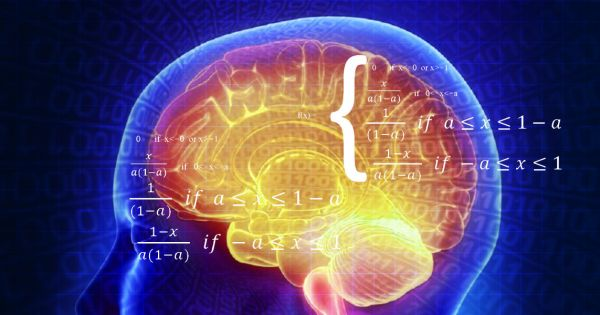 0 if x<-0 or x>-1
f(x)
x/a(1-a) if 0<-x<-a
1/(1-a) if a ≤ x ≤ 1 - a
1-x/a(1-a) if - a ≤ x ≤ 1
0 if x<-0 or x>-1
x/a(1-a) if 0<-x<-a
1/(1-a) if a ≤ x ≤ 1 - a
1-x/a(1-a) if - a ≤ x ≤ 1